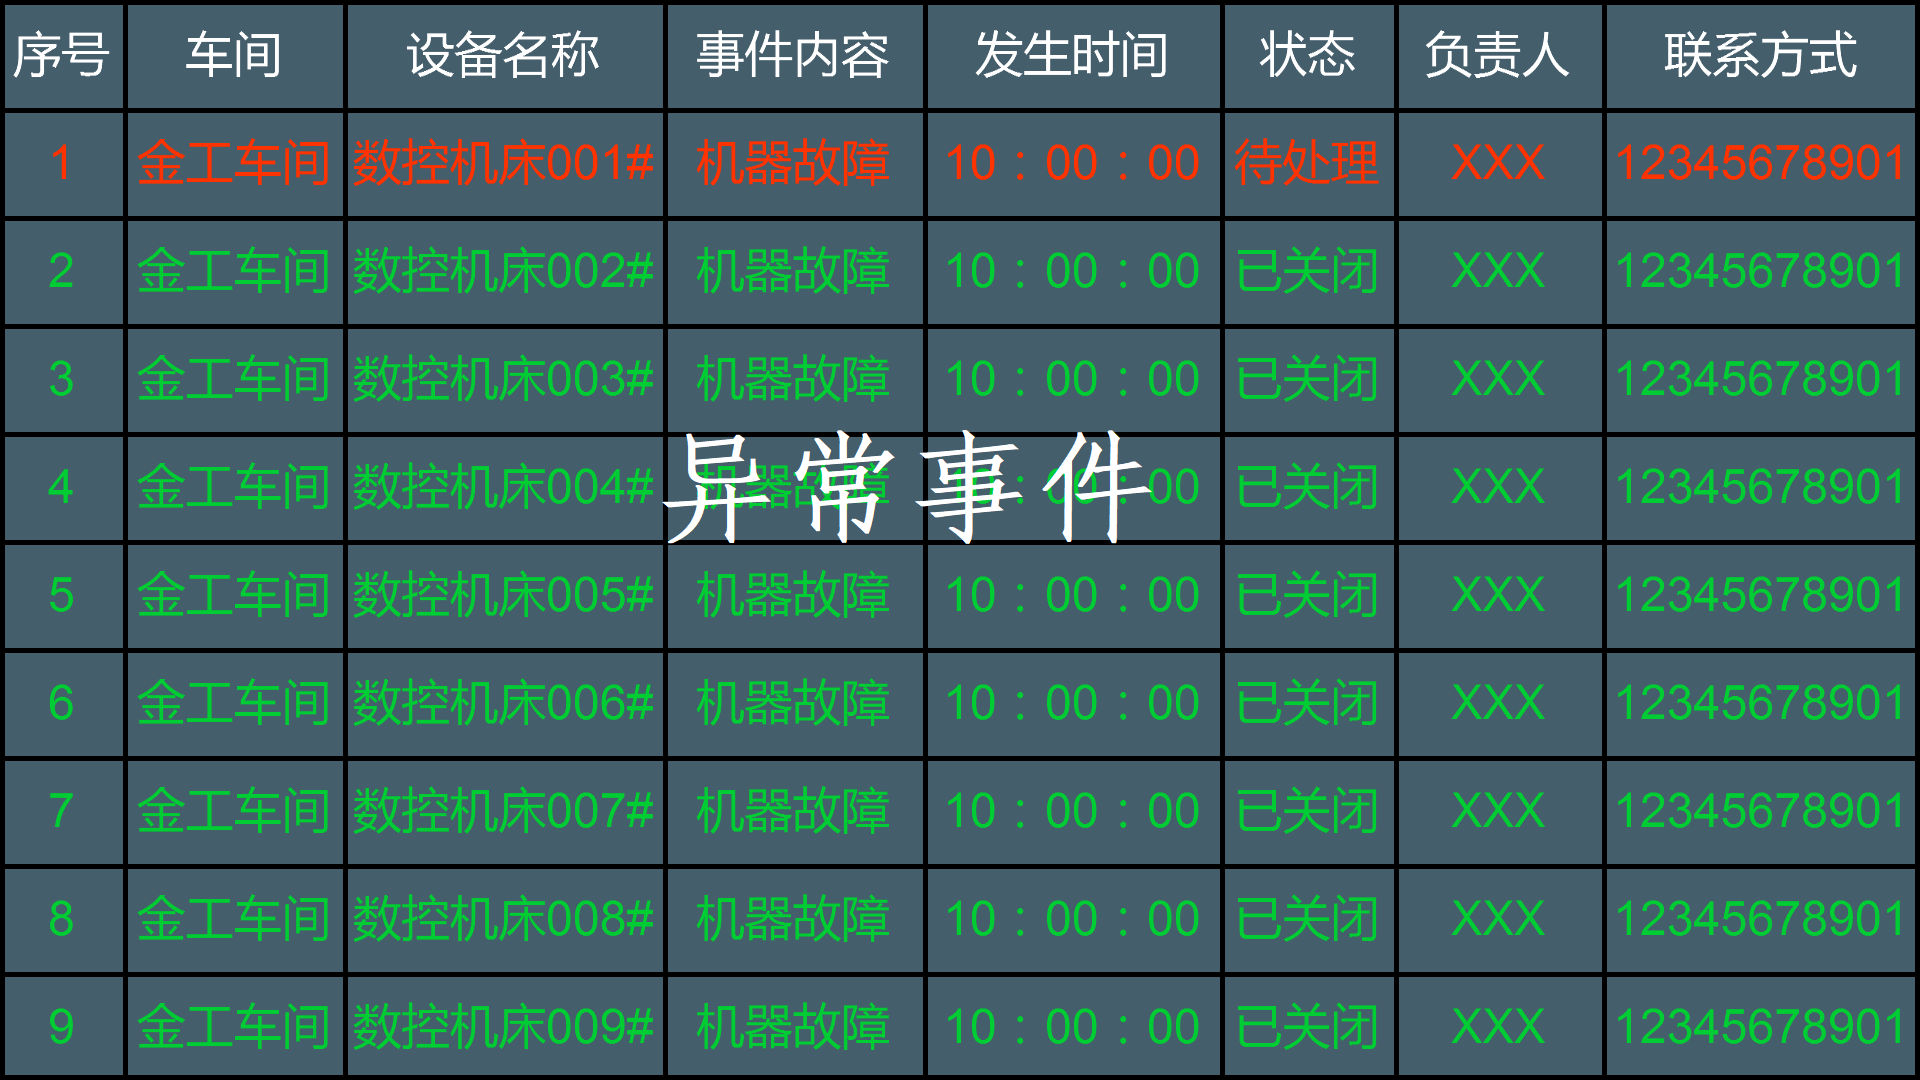 序号 车间 设备名称 事件内容 发生时间 状态 负责人 联系方式
1 金工车间 数控机床001# 机器故障 10：00：00 待处理 XXX 12345678901
2 金工车间 数控机床002# 机器故障 10：00：00 已关闭 XXX 12345678901
3 金工车间 数控机床003# 机器故障 10：00：00 已关闭 XXX 12345678901
异常事件
4 金工车间 数控机床004# 机器故障 10：00：00 已关闭 XXX 12345678901
5 金工车间 数控机床005# 机器故障 10：00：00 已关闭 XXX 12345678901
6 金工车间 数控机床006# 机器故障 10：00：00 已关闭 XXX 12345678901
7 金工车间 数控机床007# 机器故障 10：00：00 已关闭 XXX 12345678901
8 金工车间 数控机床008# 机器故障 10：00：00 已关闭 XXX 12345678901
9 金工车间 数控机床009# 机器故障 10：00：00 已关闭 XXX 12345678901